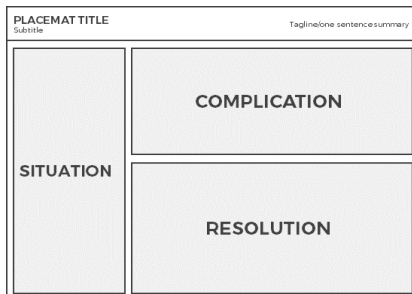 PLACEMAT TITLE
Subtitle
Tagline/one sentence summary
SITUATION
COMPLICATION
RESOLUTION